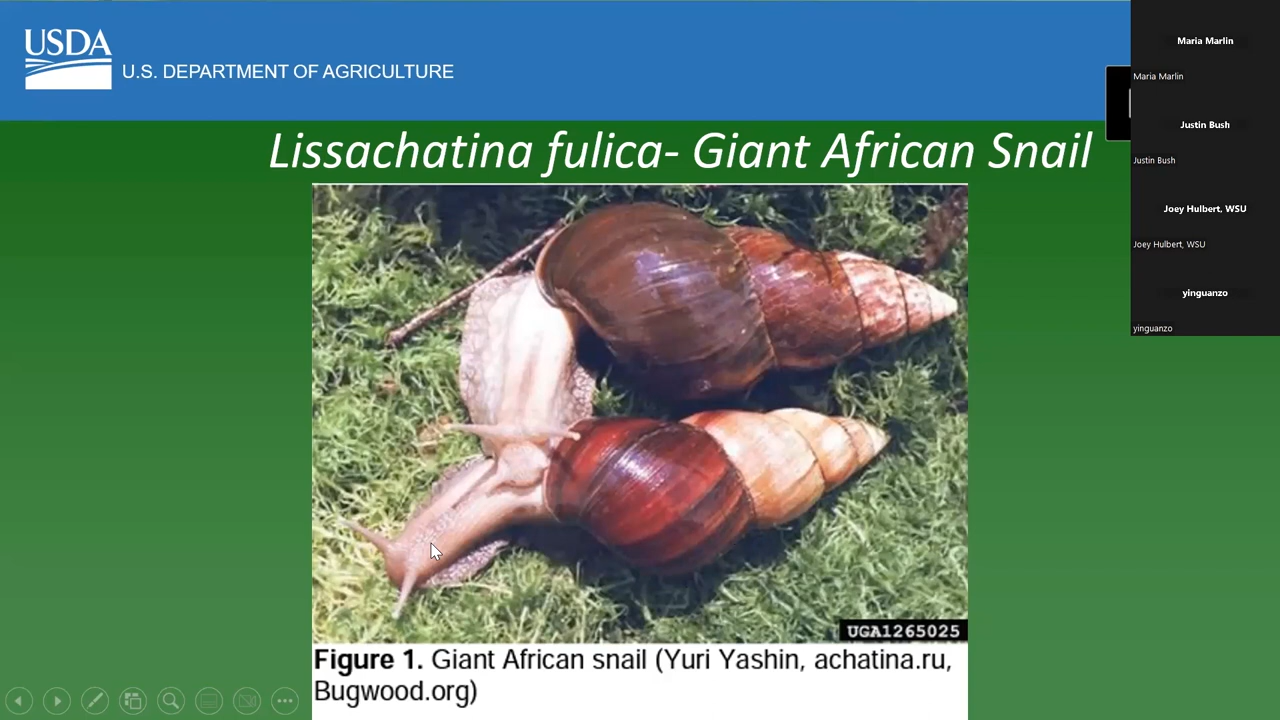 USDA
U.S. DEPARTMENT OF AGRICULTURE
Lissachatina fulica- Giant African Snail
UGA1265025
Figure 1. Giant African snail (Yuri Yashin, achatina.ru,
Bugwood.org)
Maria Marlin
Maria Marlin
Justin Bush
Justin Bush
Joey Hulbert, WSU
Joey Hulbert, WSU
yinguanzo
yinguanzo